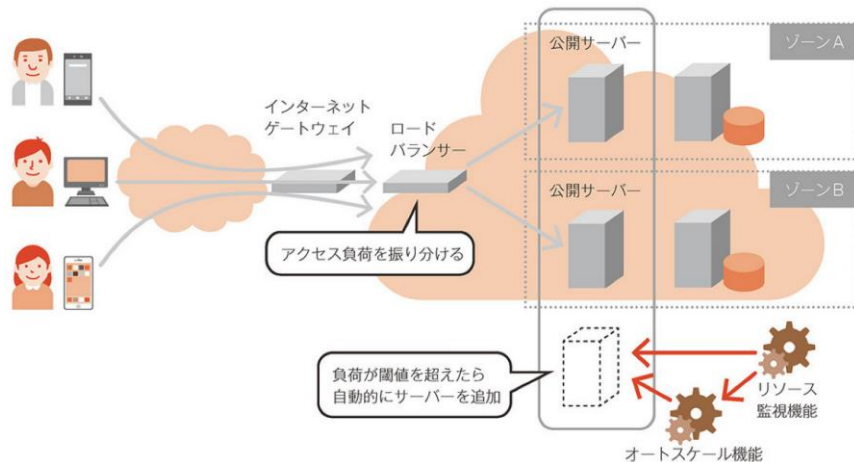 公開サーバー
ゾーンA
インターネット
ゲートウェイ
ロード
バランサー
公開サーバー
ゾーンB
アクセス負荷を振り分ける
負荷が閾値を超えたら
自動的にサーバーを追加
リソース
監視機能
オートスケール機能